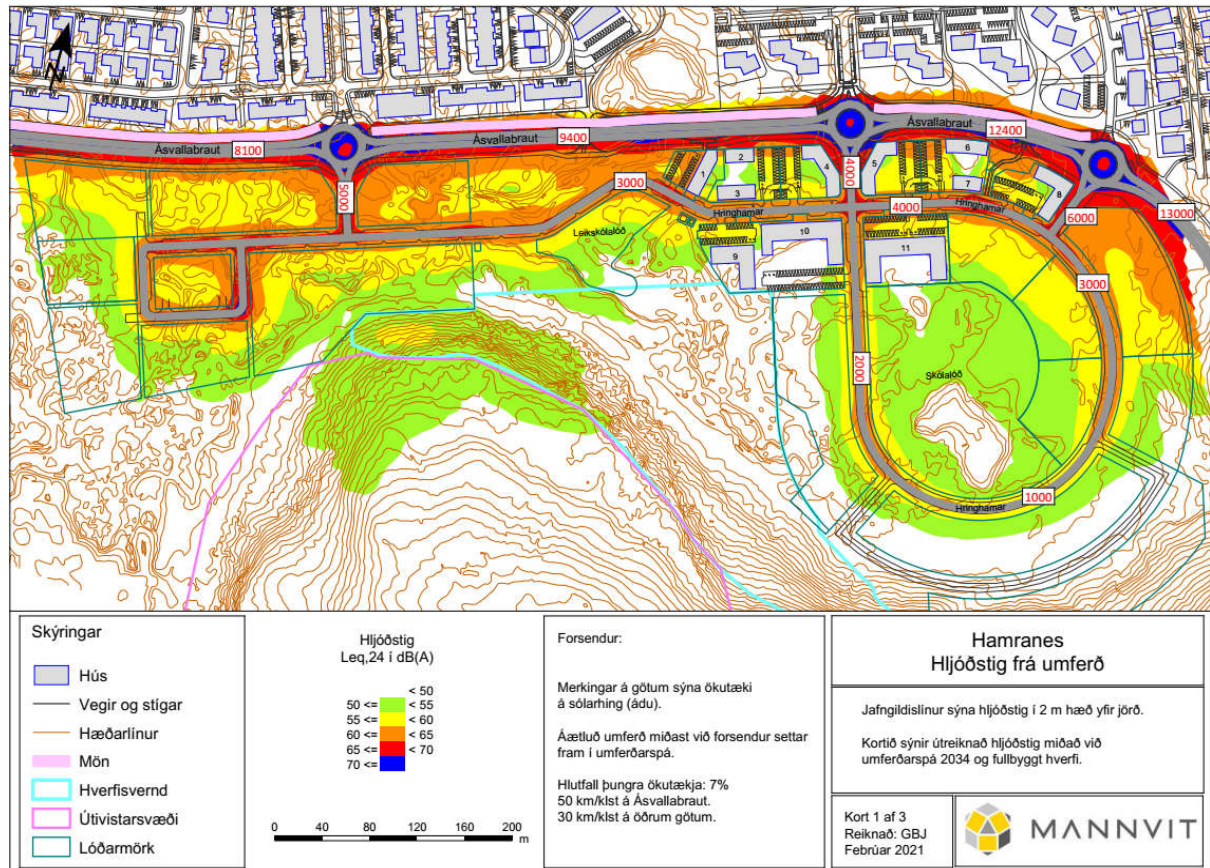 N
Ásvallabraut
8100
9400
Ásvallabraut
12400
13000
5000
3000
4000
4000
6000
3000
2000
1000
1
2
3
4
5
6
7
8
9
10
11
Hringhamar
Hringhamar
Hringhamar
Leikskólalóð
Skólalóð
Skýringar
Hús
Vegir og stígar
Hæðarlínur
Mön
Hverfisvernd
Útivistarsvæði
Lóðarmörk
Hljóðstig
Leq,24 í dB(A)
< 50
50 <= < 55
55 <= < 60
60 <= < 65
65 <= < 70
70 <=
0 40 80 120 160 200
m
Forsendur:
Merkingar á götum sýna ökutæki
á sólarhing (ádu).
Áætluð umferð miðast við forsendur settar
fram í umferðarspá.
Hlutfall þungra ökutækja: 7%
50 km/klst á Ásvallabraut.
30 km/klst á öðrum götum.
Hamranes
Hljóðstig frá umferð
Jafngildislínur sýna hljóðstig í 2 m hæð yfir jörð.
Kortið sýnir útreiknað hljóðstig miðað við
umferðarspá 2034 og fullbyggt hverfi.
Kort 1 af 3
Reiknað: GBJ
Febrúar 2021
MANNVIT